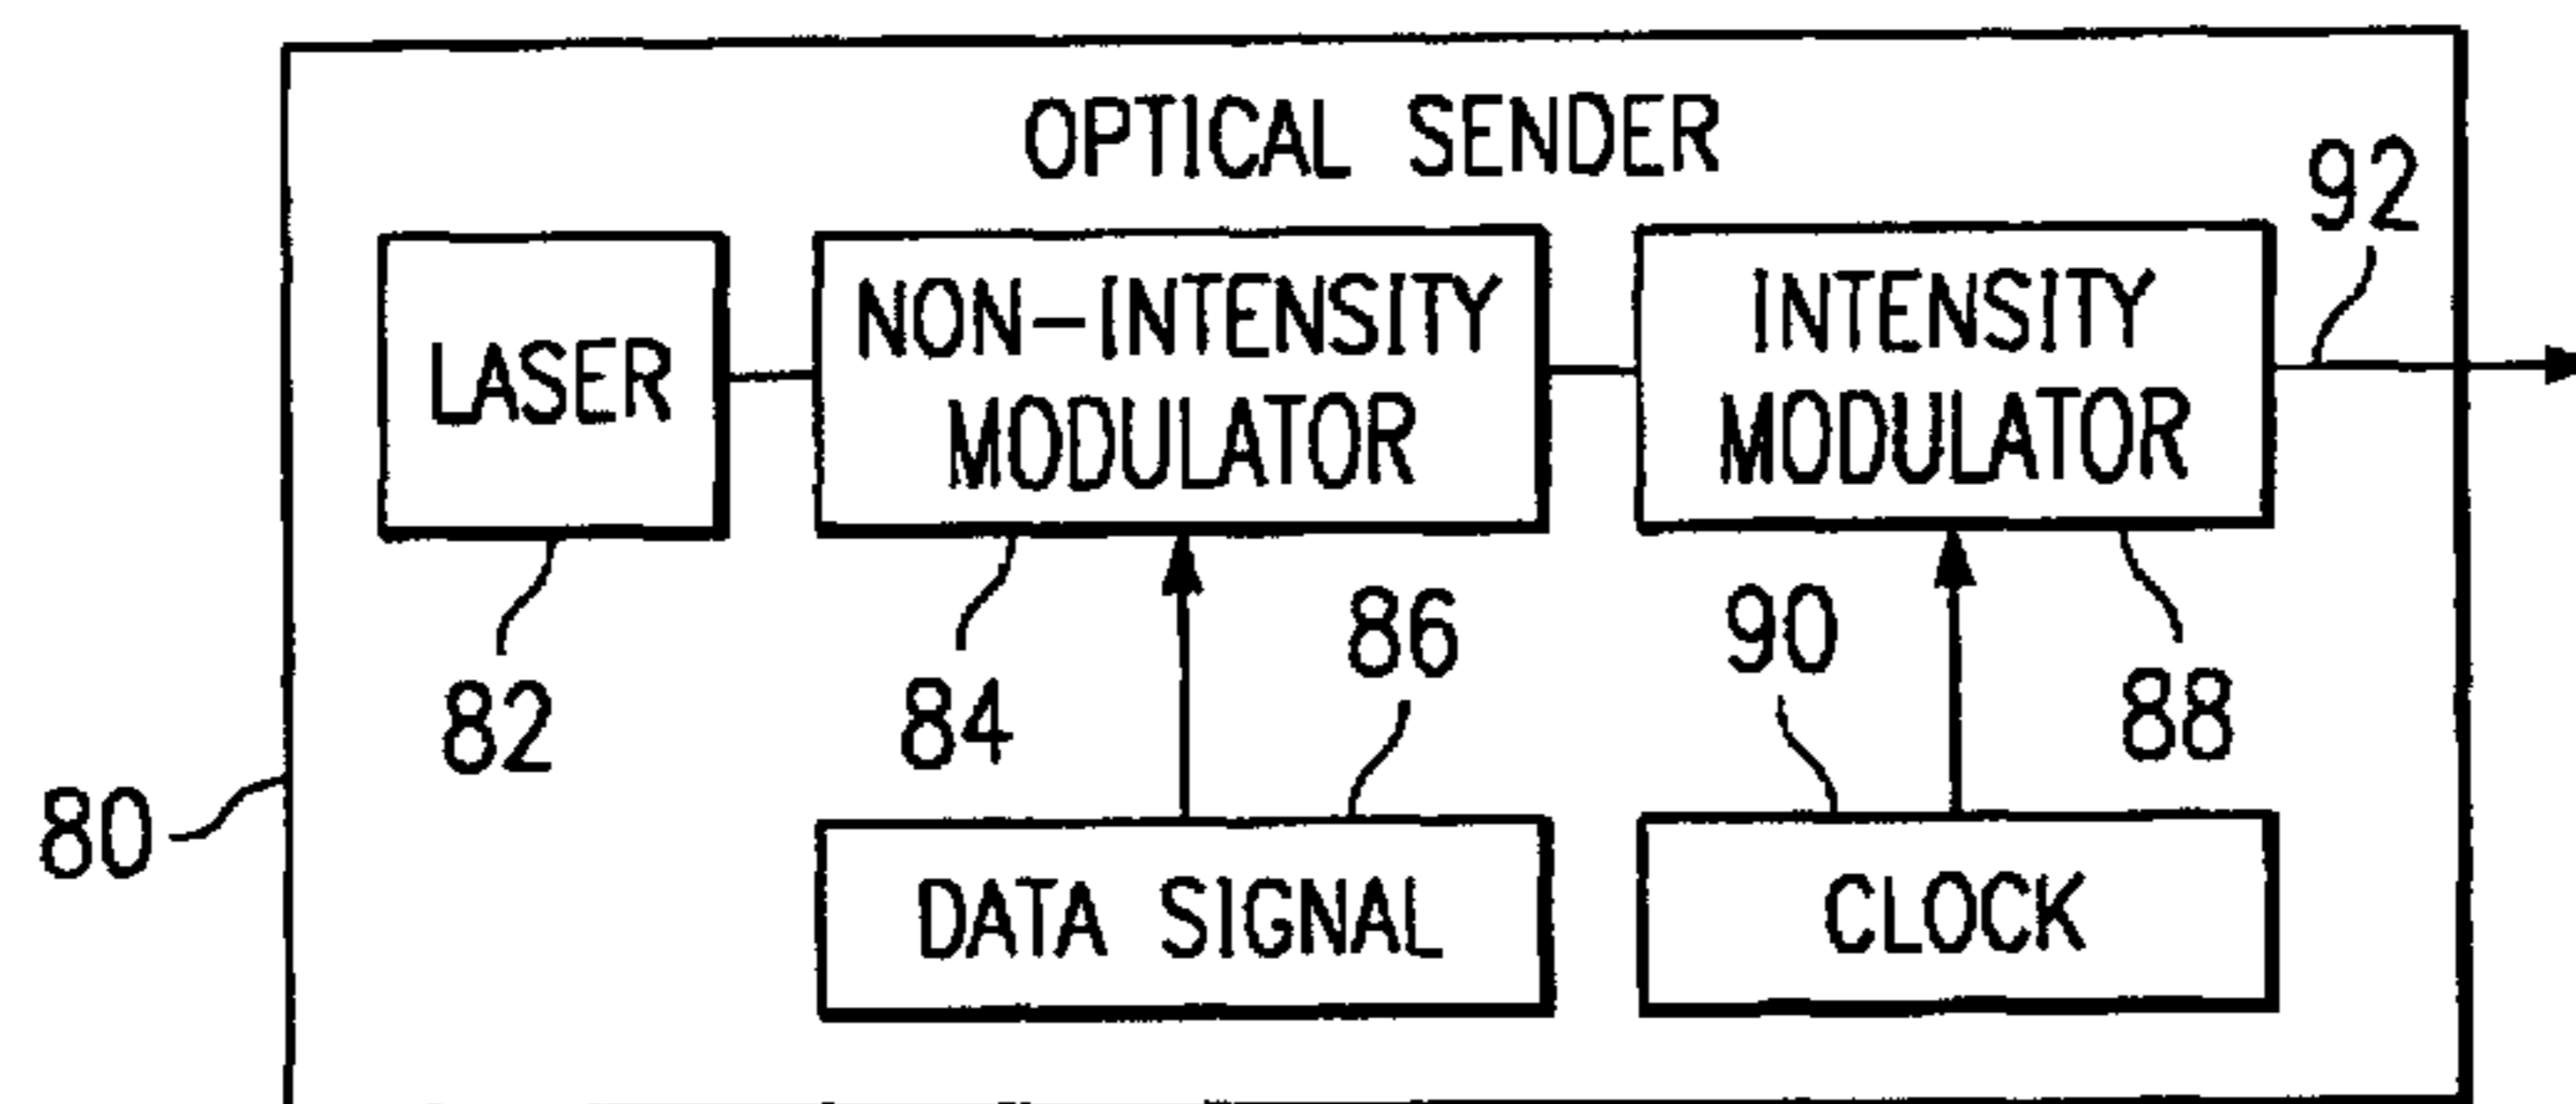 OPTICAL SENDER
92
LASER
NON-INTENSITY
MODULATOR
INTENSITY
MODULATOR
82
84
86
90
88
80
DATA SIGNAL
CLOCK